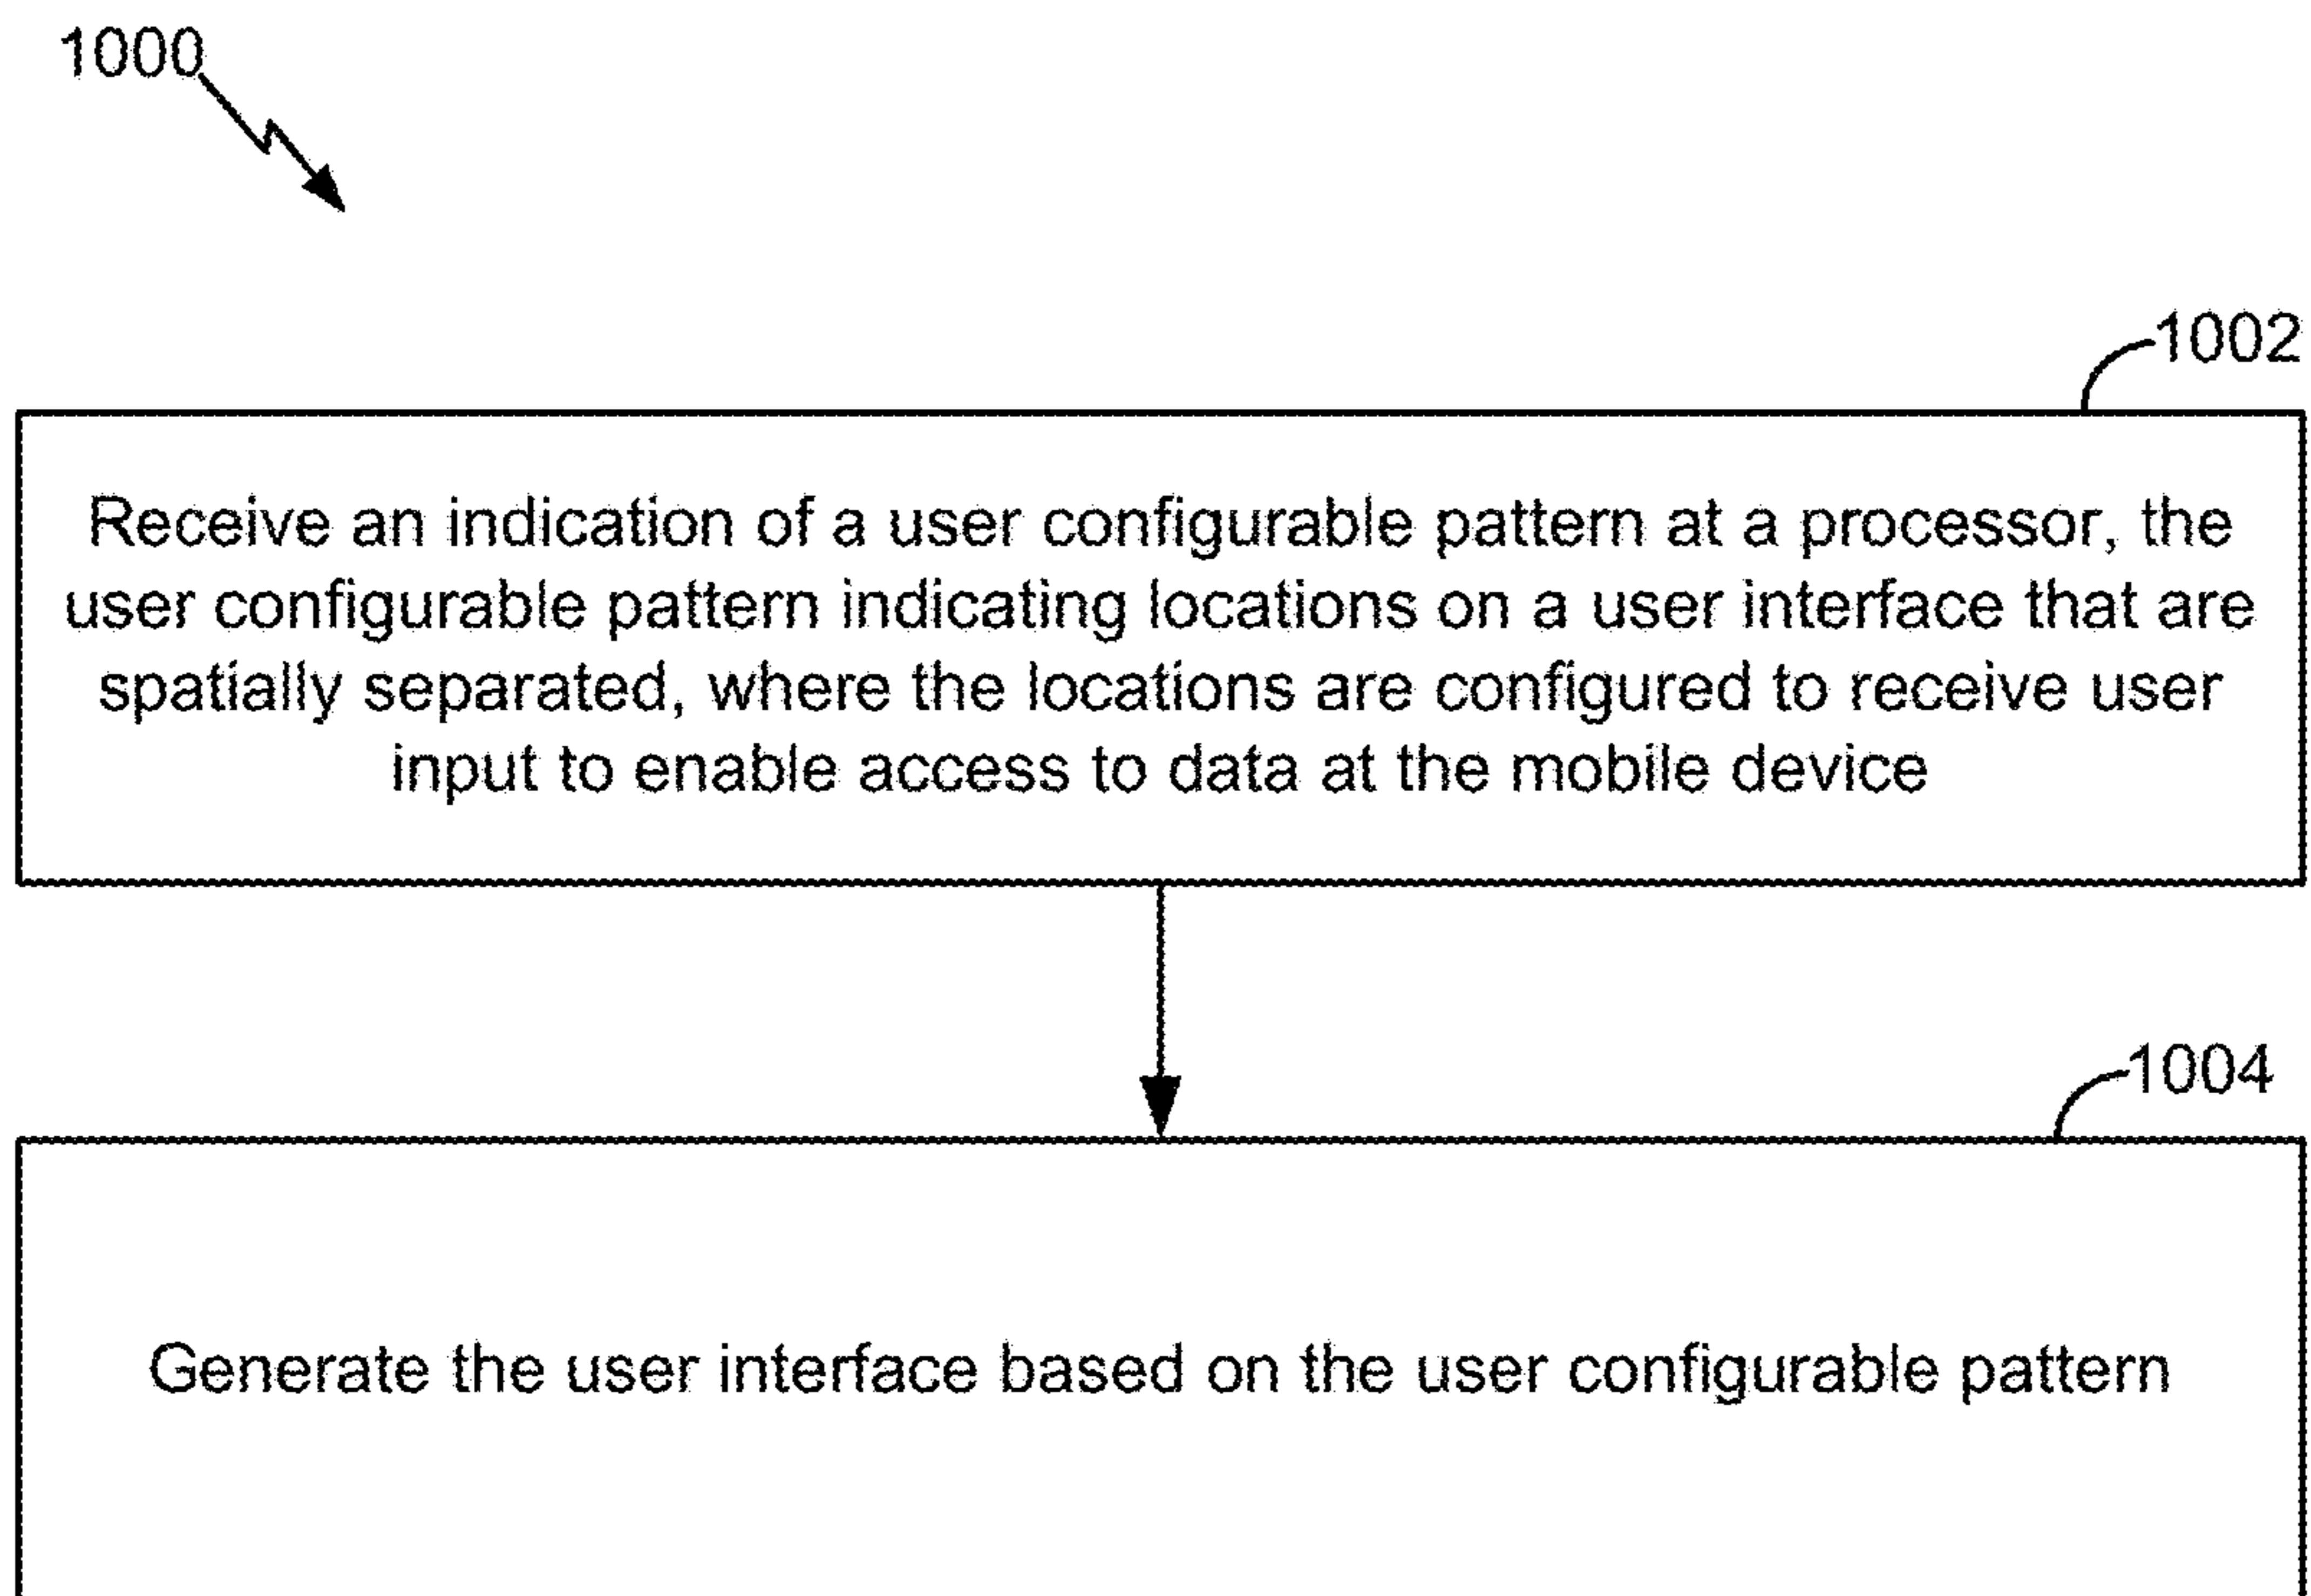 1000
1002
Receive an indication of a user configurable pattern at a processor, the
user configurable pattern indicating locations on a user interface that are
spatially separated, where the locations are configured to receive user
input to enable access to data at the mobile device
1004
Generate the user interface based on the user configurable pattern